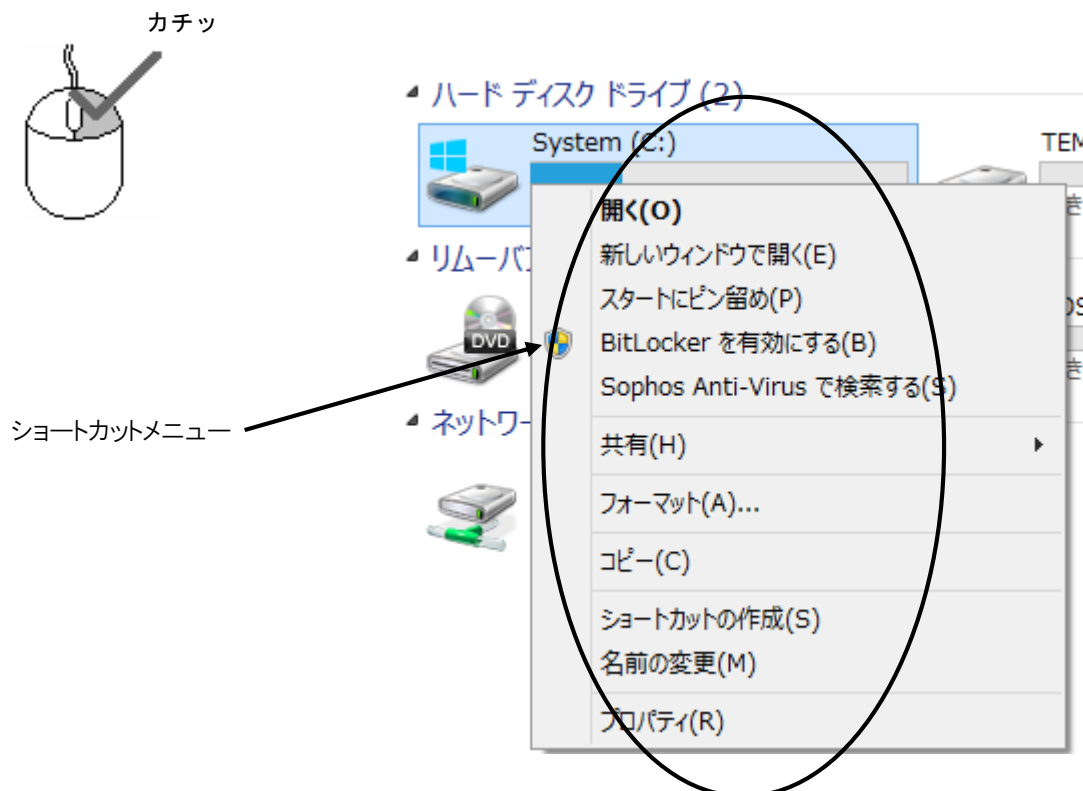 カチッ
ハード ディスク ドライブ (2)
System (C:)
開く(O)
新しいウィンドウで開く(E)
リムーバ
スタートにピン留め(P)
DVD
BitLocker を有効にする(B)
Sophos Anti-Virus で検索する(S)
ショートカットメニュー
ネットワー
共有(H)
フォーマット(A)...
コピー(C)
ショートカットの作成(S)
名前の変更(M)
プロパティ(R)